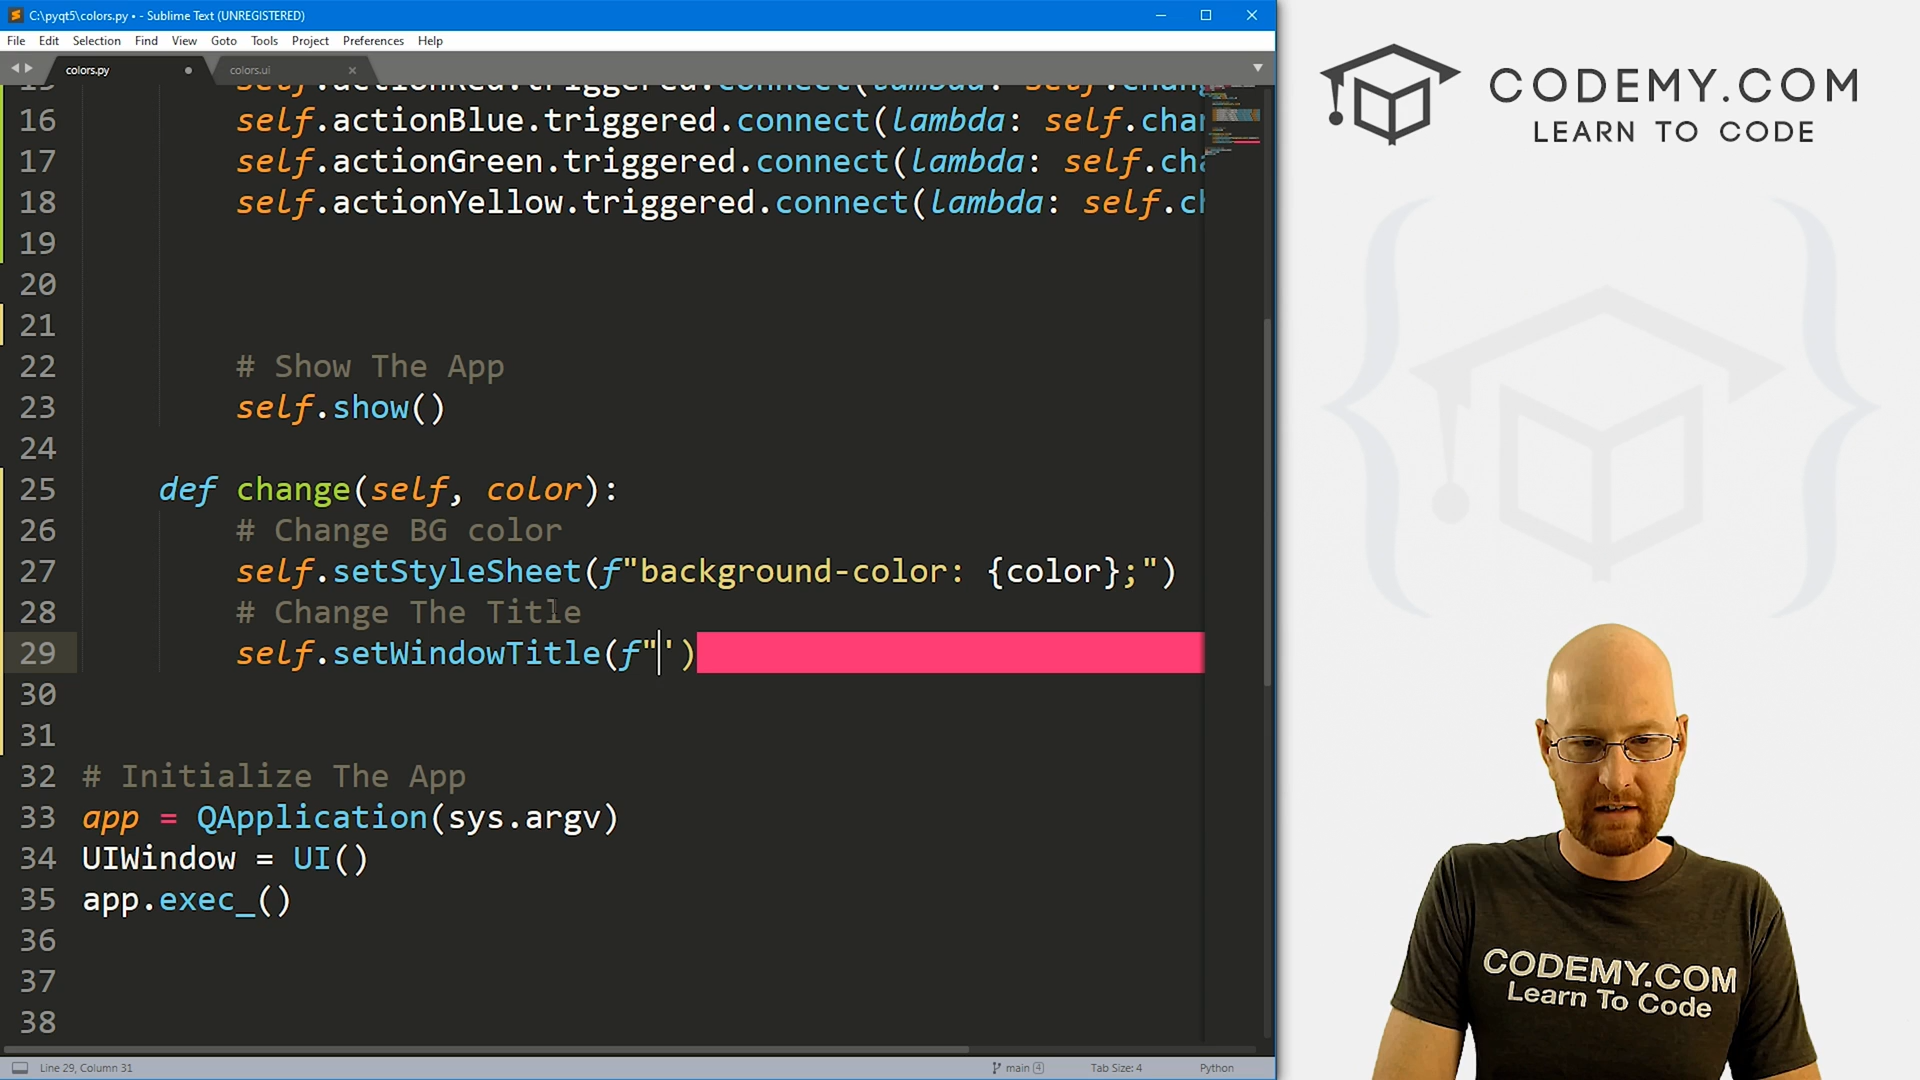 C:\pyqt5\colors.py • - Sublime Text (UNREGISTERED)
File Edit Selection Find View Goto Tools Project Preferences Help
colors.py colors.ui
16 self.actionBlue.triggered.connect(lambda: self.chan
17 self.actionGreen.triggered.connect(lambda: self.cha
18 self.actionYellow.triggered.connect(lambda: self.ch
19
20
21
22 # Show The App
23 self.show()
24
25 def change(self, color):
26 # Change BG color
27 self.setStyleSheet(f"background-color: {color};")
28 # Change The Title
29 self.setWindowTitle(f"')
30
31
32 # Initialize The App
33 app = QApplication(sys.argv)
34 UIWindow = UI()
35 app.exec_()
36
37
38
Line 29, Column 31 main 4 Tab Size: 4 Python
CODEMY.COM
LEARN TO CODE
CODEMY.COM
Learn To Code